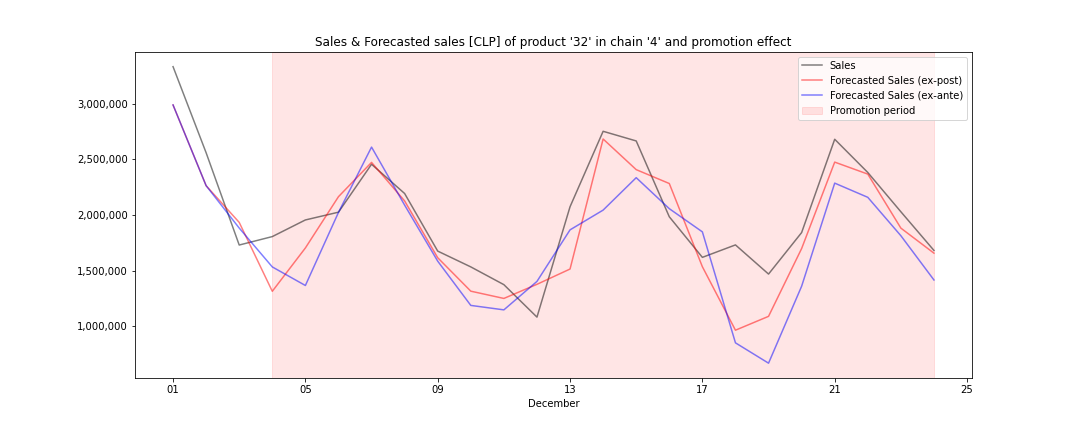 Sales & Forecasted sales [CLP] of product '32' in chain '4' and promotion effect
Sales
Forecasted Sales (ex-post)
Forecasted Sales (ex-ante)
Promotion period
3,000,000
2,500,000
2,000,000
1,500,000
1,000,000
01 05 09 13 17 21 25
December